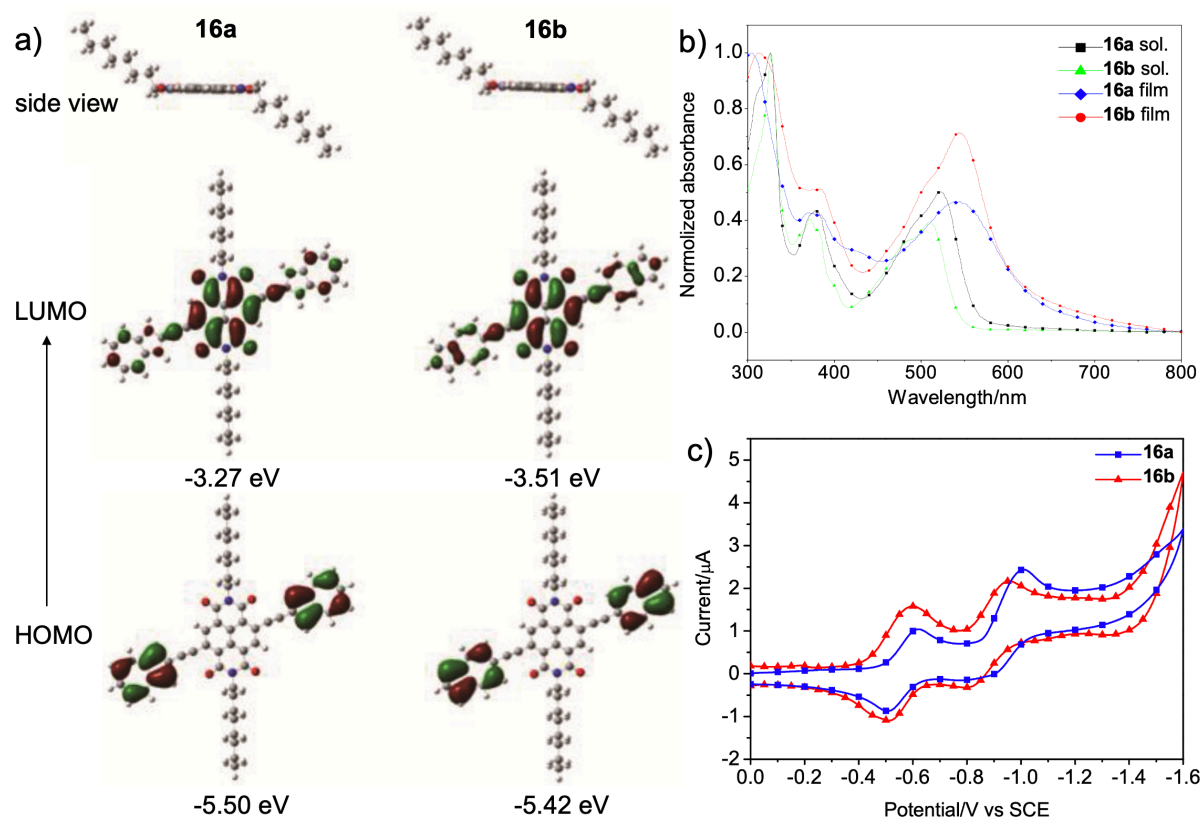 a)
16a
16b
side view
LUMO
-3.27 eV
-3.51 eV
HOMO
-5.50 eV
-5.42 eV
b)
16a sol.
16b sol.
16a film
16b film
Normolized absorbance
1.0
0.8
0.6
0.4
0.2
0.0
300 400 500 600 700 800
Wavelength/nm
c)
16a
16b
Current/μA
5
4
3
2
1
0
-1
-2
0.0 -0.2 -0.4 -0.6 -0.8 -1.0 -1.2 -1.4 -1.6
Potential/V vs SCE